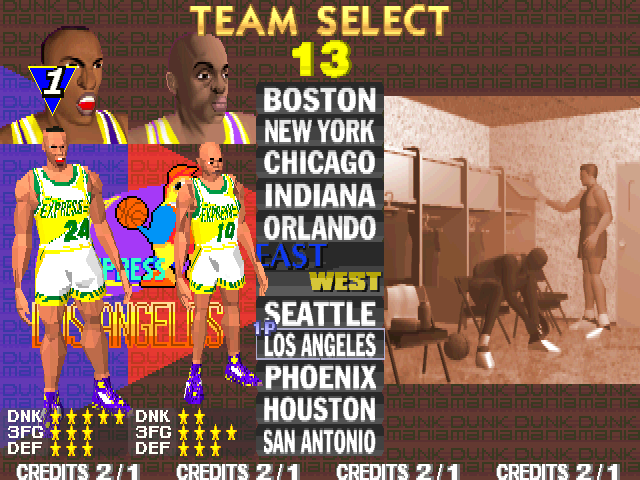 TEAM SELECT
13
1
BOSTON
NEW YORK
CHICAGO
INDIANA
ORLANDO
EAST
WEST
1-P
SEATTLE
LOS ANGELES
PHOENIX
HOUSTON
SAN ANTONIO
EXPRESS
24
EXPRESS
10
PRESS
LOS ANGELES
DNK ★★★★★ DNK ★★
3FG ★★★ 3FG ★★★★
DEF ★★★ DEF ★★★
CREDITS 2/1 CREDITS 2/1 CREDITS 2/1 CREDITS 2/1